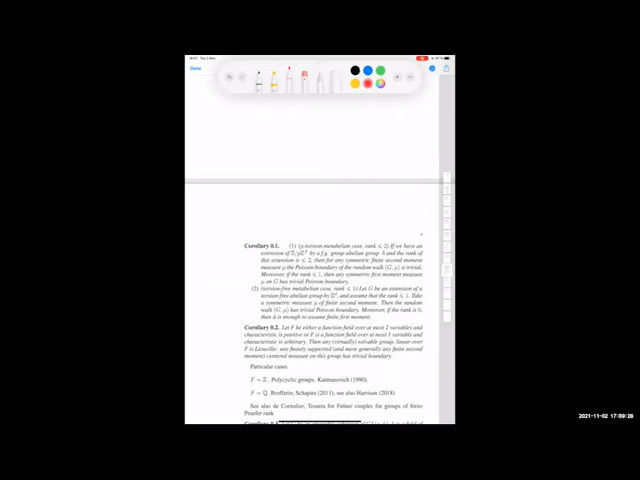 Done
Corollary 0.1. (1) (p-torsion metabelian case, rank ⩽ 2) If we have an
extension of by a f.g. group abelian group A and the rank of
this extension is ⩽ 2, then for any symmetric finite second moment
measure μ the Poisson boundary of the random walk (G, μ) is trivial.
Moreover, if the rank is 1, then any symmetric first moment measure
μ on G has trivial Poisson boundary.
(2) (torsion-free metabelian case, rank ⩽ 1) Let G be an extension of a
torsion-free abelian group by and assume that the rank is ⩽ 1. Take
a symmetric measure μ of finite second moment. Then the random
walk (G, μ) has trivial Poisson boundary. Moreover, if the rank is 0,
then it is enough to assume finite first moment.
Corollary 0.2. Let F be either a function field over at most 2 variables and
characteristic is positive or F is a function field over at most 1 variable and
characteristic is arbitrary. Then any (virtually) solvable group, linear over
F is Liouville: any finitely supported (and more generally any finite second
moment) centered measure on this group has trivial boundary.
Particular cases
F = ℤ. Polycyclic groups. Kaimanovich (1990).
F = ℚ. Brofferio, Schapira (2011), see also Harrison (2018)
See also de Cornulier, Tessera for Følner couples for groups of finite
Pruefer rank
2021-11-02 17:59:26